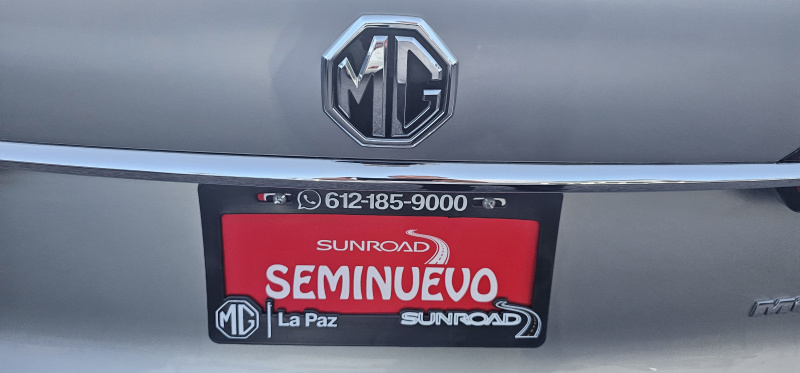 MG
612-185-9000
SUNROAD
SEMINUEVO
MG La Paz SUNROAD